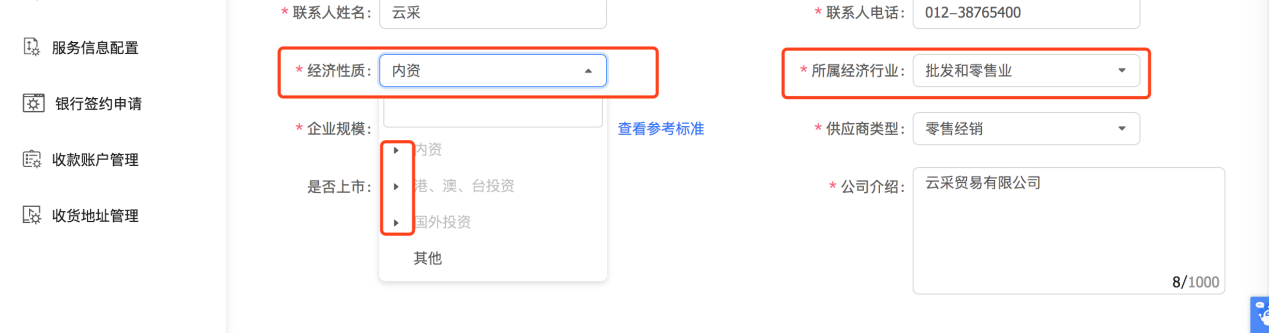 * 联系人姓名: 云采
* 联系人电话: 012-38765400
服务信息配置
* 经济性质: 内资
* 所属经济行业: 批发和零售业
银行签约申请
* 企业规模:
查看参考标准
* 供应商类型: 零售经销
内资
收款账户管理
是否上市:
港、澳、台投资
* 公司介绍: 云采贸易有限公司
收货地址管理
国外投资
其他
8/1000